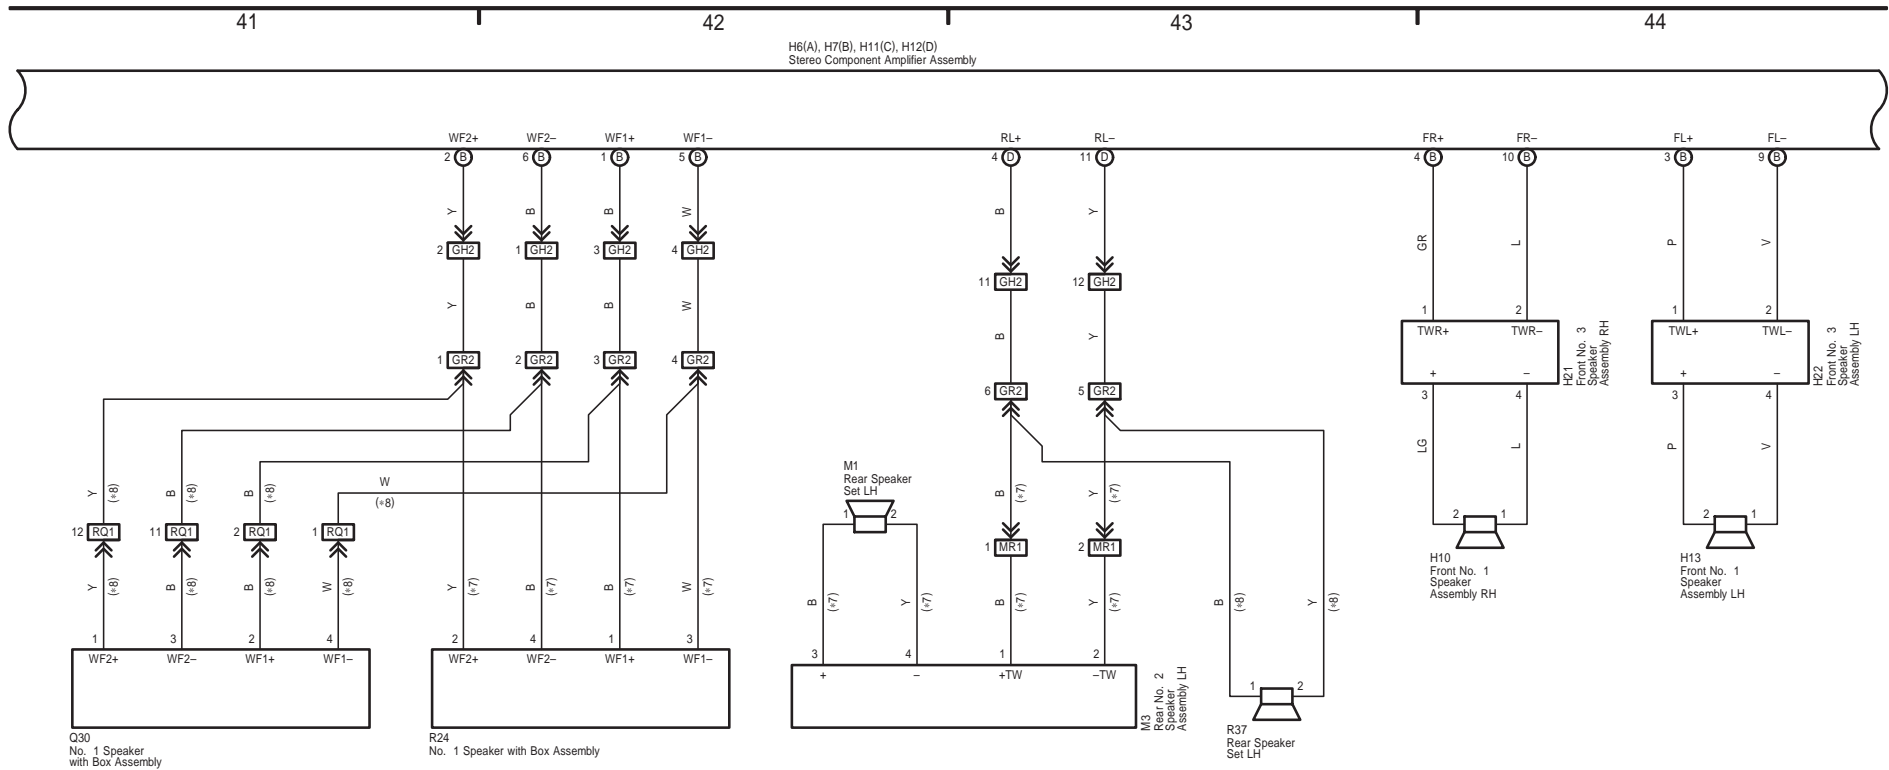 41
42
43
44
H6(A), H7(B), H11(C), H12(D)
Stereo Component Amplifier Assembly
WF2+ WF2– WF1+ WF1– RL+ RL– FR+ FR– FL+ FL–
2 B 6 B 1 B 5 B 4 D 11 D 4 B 10 B 3 B 9 B
Y B B W B Y
2 GH2 1 GH2 3 GH2 4 GH2
GR L P V
11 GH2 12 GH2
Y B B W
1 2 1 2
TWR+ TWR– TWL+ TWL–
B Y
1 GR2 2 GR2 3 GR2 4 GR2
+ – + –
H21
Front No. 3
Speaker
Assembly RH
H22
Front No. 3
Speaker
Assembly LH
6 GR2 5 GR2
3 4 3 4
LG L P V
M1
Rear Speaker
Set LH
W
(*8)
Y (*8) B (*8) B (*8)
B (*7) Y (*7)
1 2
2 1 2 1
12 RQ1 11 RQ1 2 RQ1 1 RQ1
1 MR1 2 MR1
H10
Front No. 1
Speaker
Assembly RH
H13
Front No. 1
Speaker
Assembly LH
Y (*8) B (*8) B (*8) W (*8) Y (*7) B (*7) B (*7) W (*7)
B (*7) Y (*7) B (*7) Y (*7) B (*8) Y (*8)
1 3 2 4 2 4 1 3
WF2+ WF2– WF1+ WF1– WF2+ WF2– WF1+ WF1–
3 4 1 2
+ – +TW –TW
M3
Rear No. 2
Speaker
Assembly LH
1 2
R37
Rear Speaker
Set LH
Q30
No. 1 Speaker
with Box Assembly
R24
No. 1 Speaker with Box Assembly